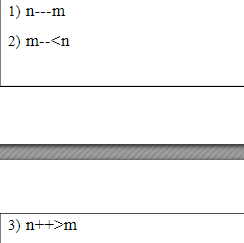 1) n---m
2) m--<n
3) n++>m